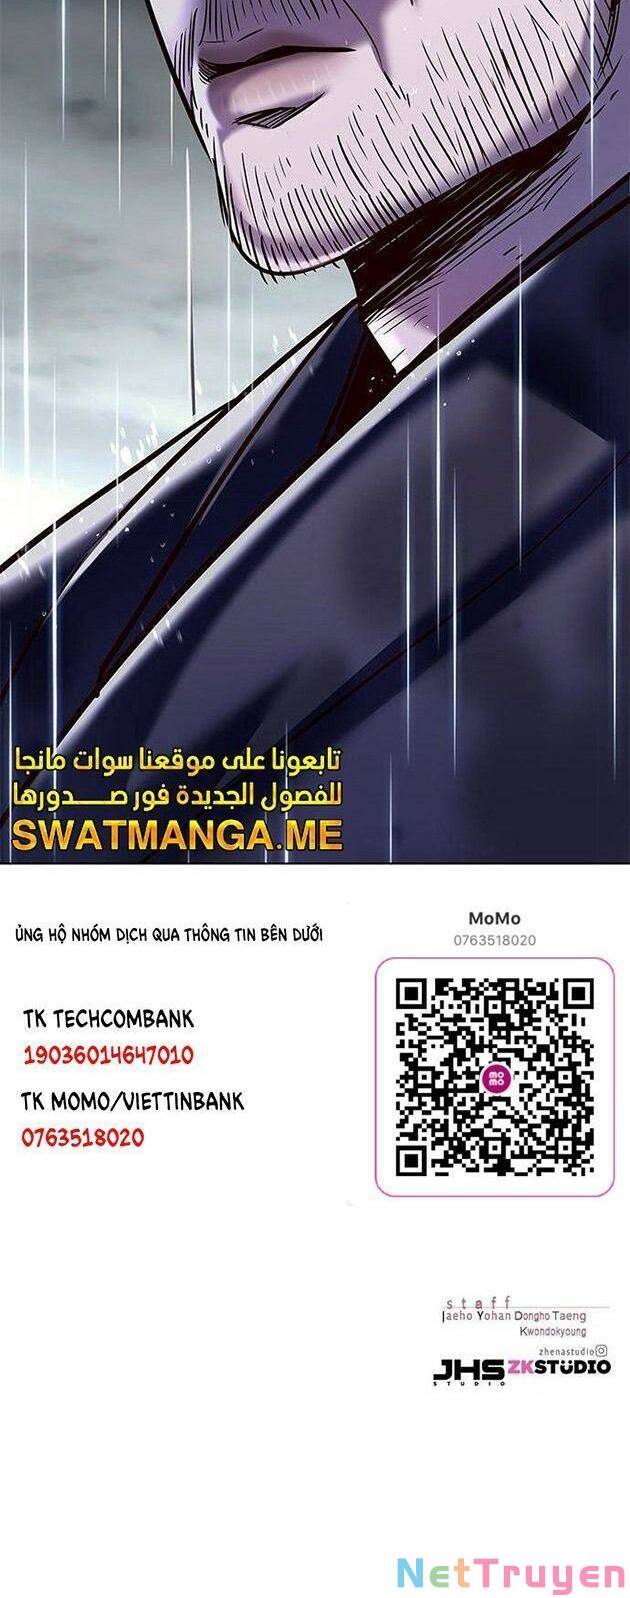 تابعونا على موقعنا سوات مانجا
للفصول الجديدة فور صـــدورها
SWATMANGA.ME
ỦNG HỘ NHÓM DỊCH QUA THÔNG TIN BÊN DƯỚI
MoMo
0763518020
TK TECHCOMBANK
19036014647010
TK MOMO/VIETTINBANK
0763518020
mo
mo
staff
Jaeho Yohan Dongho Taeng
Kwondokyoung
zhenastudio
JHS ZKSTUDIO
STUDIO
NetTruyen